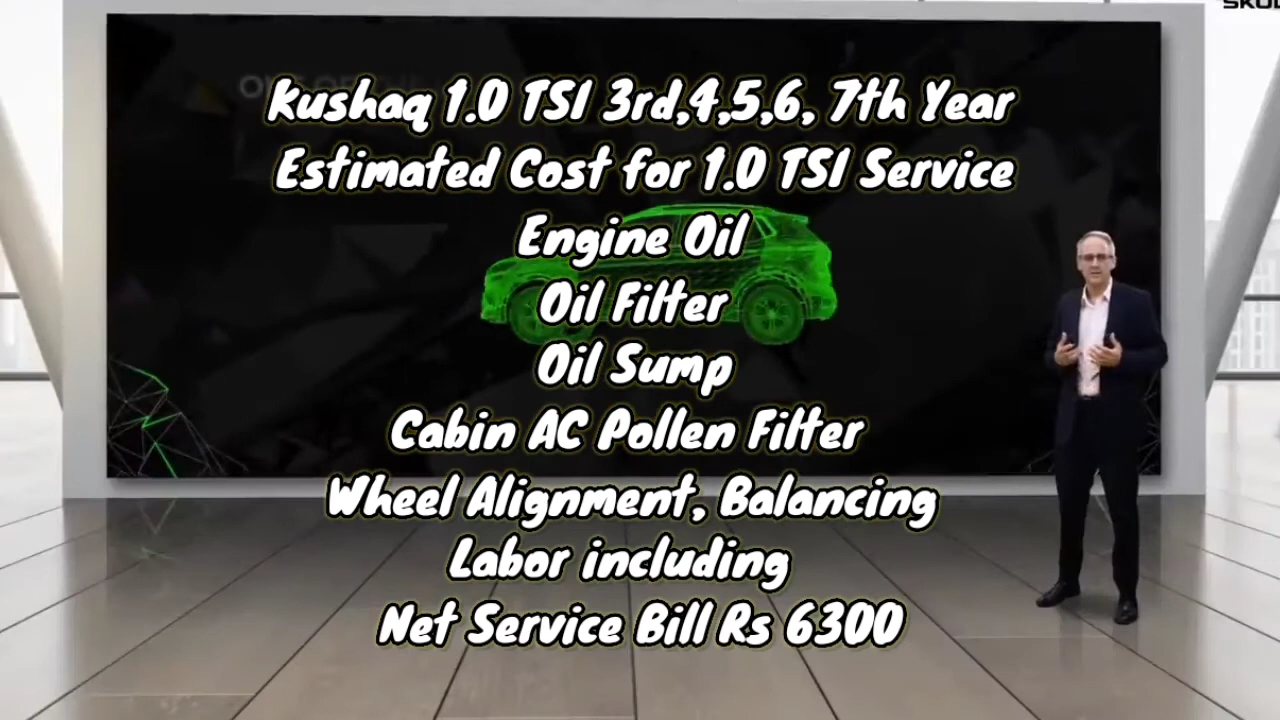 Kushaq 1.0 TSI 3rd,4,5,6, 7th Year
Estimated Cost for 1.0 TSI Service
Engine Oil
Oil Filter
Oil Sump
Cabin AC Pollen Filter
Wheel Alignment, Balancing
Labor including
Net Service Bill Rs 6300